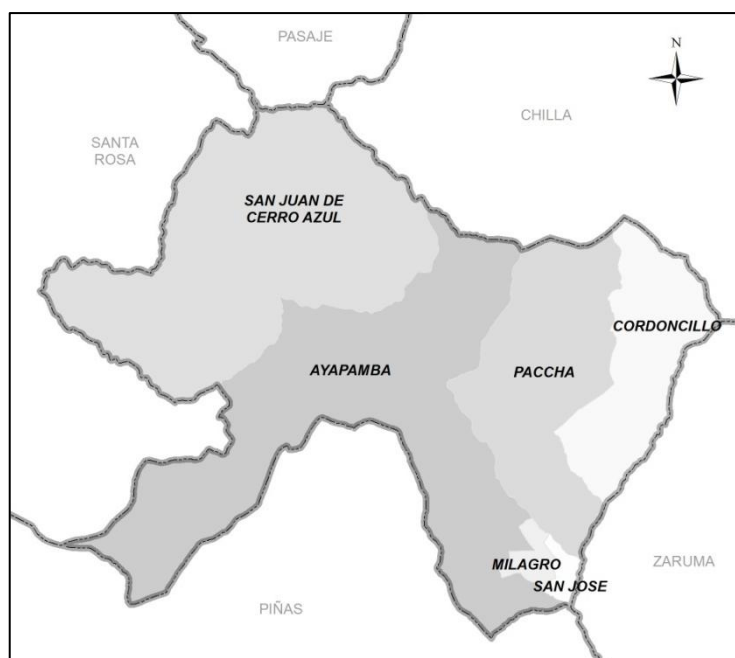 PASAJE
N
CHILLA
SANTA
ROSA
SAN JUAN DE
CERRO AZUL
CORDONCILLO
AYAPAMBA
PACCHA
MILAGRO
ZARUMA
SAN JOSE
PIÑAS